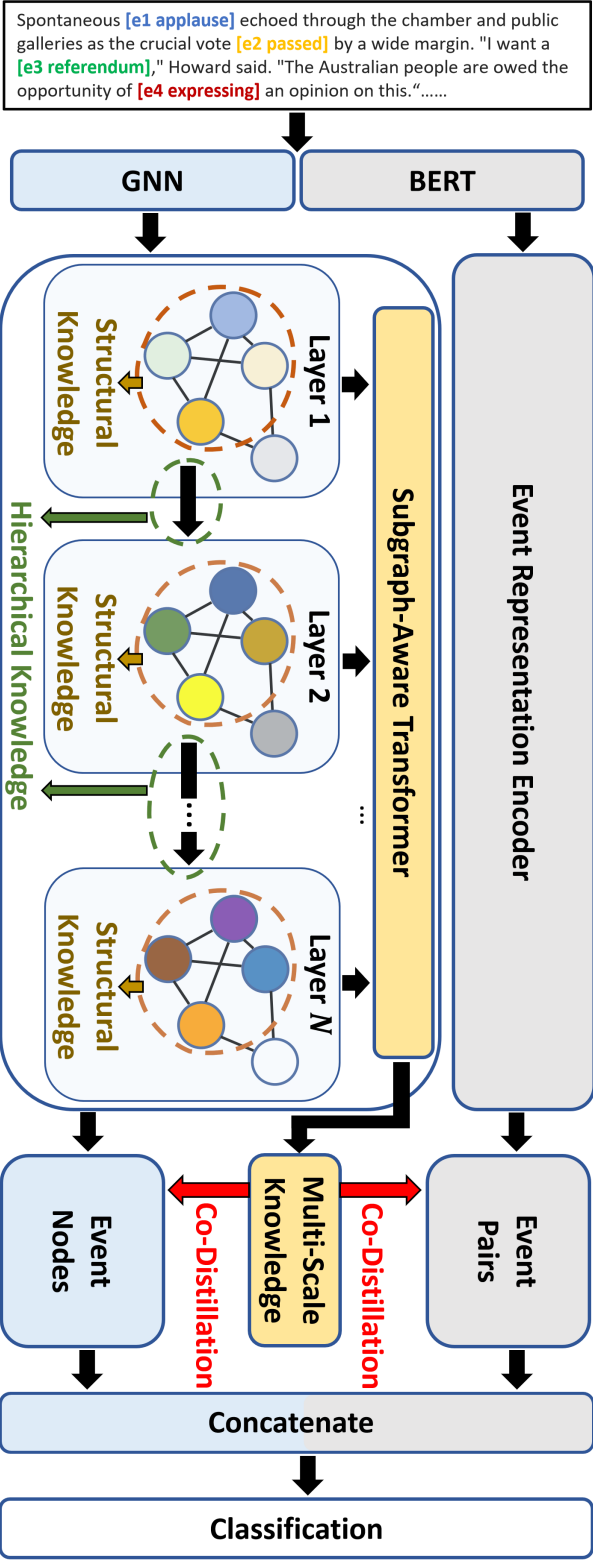 Spontaneous [e1 applause] echoed through the chamber and public
galleries as the crucial vote [e2 passed] by a wide margin. "I want a
[e3 referendum]," Howard said. "The Australian people are owed the
opportunity of [e4 expressing] an opinion on this.“……
GNN
BERT
Layer 1
Structural
Knowledge
Layer 2
Structural
Knowledge
...
...
Layer N
Structural
Knowledge
Hierarchical Knowledge
Subgraph-Aware Transformer
Event Representation Encoder
Event
Nodes
Co-Distillation
Multi-Scale
Knowledge
Co-Distillation
Event
Pairs
Concatenate
Classification